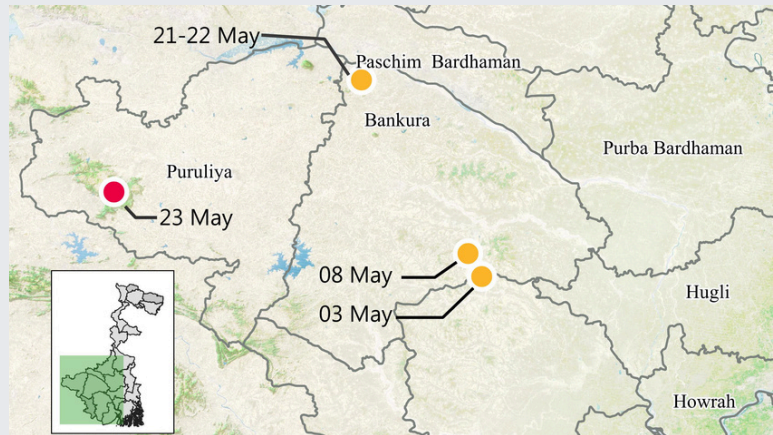 21-22 May
Paschim Bardhaman
Bankura
Purba Bardhaman
Puruliya
23 May
08 May
03 May
Hugli
Howrah